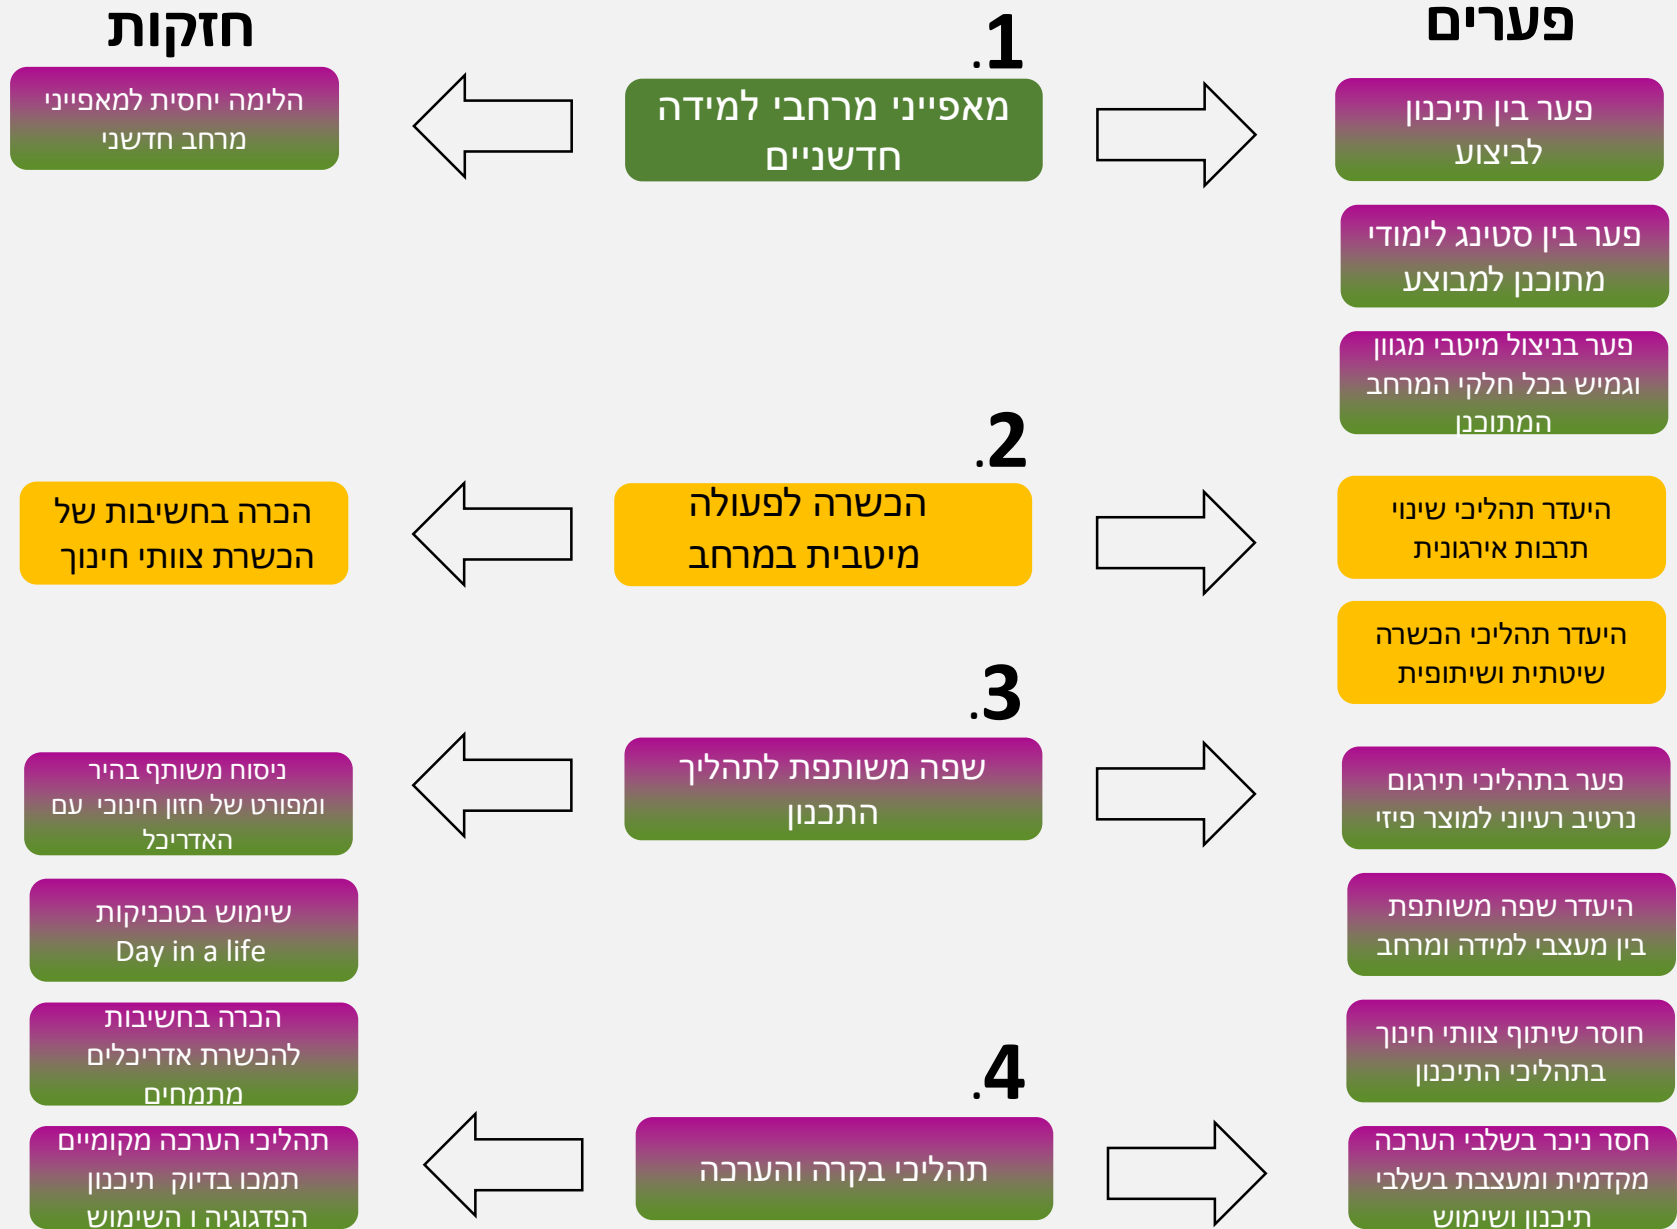 פערים
חזקות
1.
מאפייני מרחבי למידה
חדשניים
פער בין תיכנון
לביצוע
פער בין סטינג לימודי
מתוכנן למבוצע
פער בניצול מיטבי מגוון
וגמיש בכל חלקי המרחב
המתוכנן
הלימה יחסית למאפייני
מרחב חדשני
2.
הכשרה לפעולה
מיטבית במרחב
היעדר תהליכי שינוי
תרבות אירגונית
היעדר תהליכי הכשרה
שיטתית ושיתופית
הכרה בחשיבות של
הכשרת צוותי חינוך
3.
שפה משותפת לתהליך
התכנון
פער בתהליכי תירגום
נרטיב רעיוני למוצר פיזי
היעדר שפה משותפת
בין מעצבי למידה ומרחב
חוסר שיתוף צוותי חינוך
בתהליכי התיכנון
ניסוח משותף בהיר
ומפורט של חזון חינוכי עם
האדריכל
שימוש בטכניקות
Day in a life
הכרה בחשיבות
להכשרת אדריכלים
מתמחים
4.
תהליכי בקרה והערכה
חסר ניכר בשלבי הערכה
מקדמית ומעצבת בשלבי
תיכנון ושימוש
תהליכי הערכה מקומיים
תמכו בדיוק תיכנון
הפדגוגיה ו השימוש